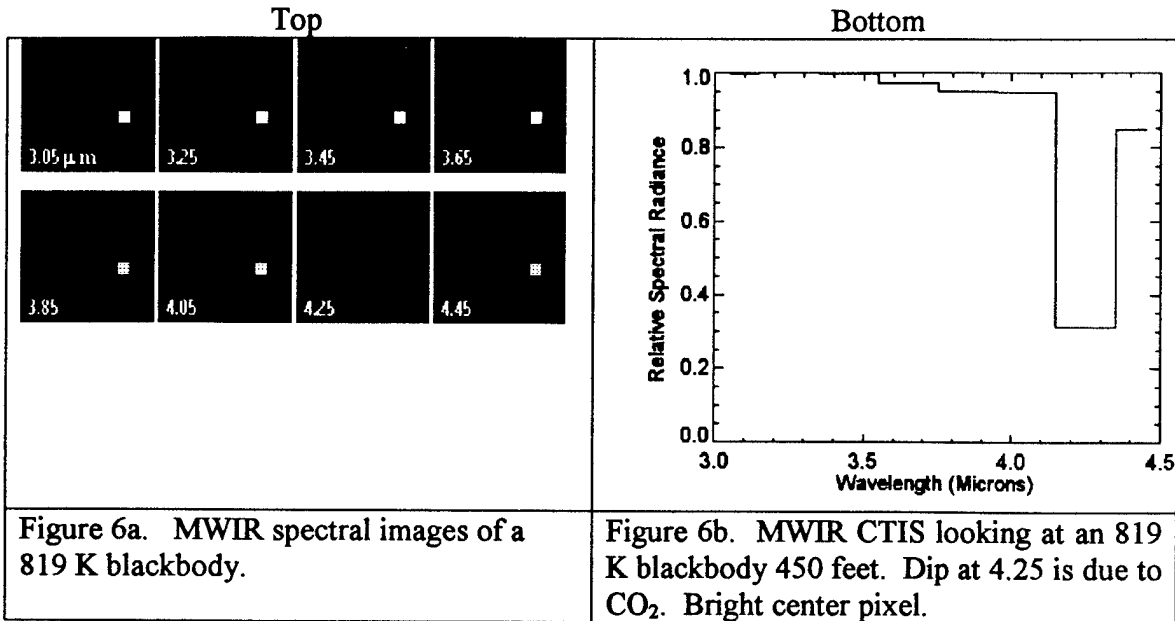 Top
Bottom
3.05 μm
3.25
3.45
3.65
3.85
4.05
4.25
4.45
1.0
0.8
0.6
0.4
0.2
0.0
Relative Spectral Radiance
3.0
3.5
4.0
4.5
Wavelength (Microns)
Figure 6a. MWIR spectral images of a
819 K blackbody.
Figure 6b. MWIR CTIS looking at an 819
K blackbody 450 feet. Dip at 4.25 is due to
CO₂. Bright center pixel.